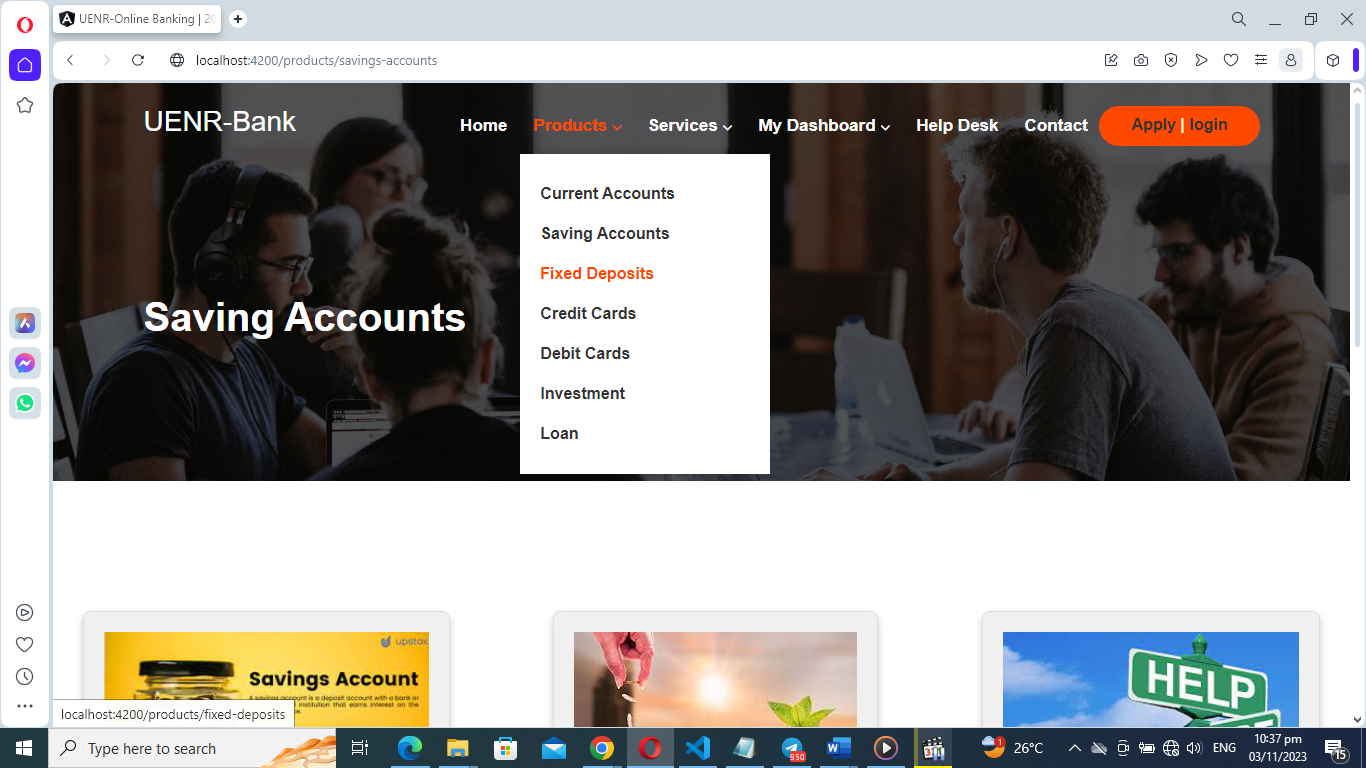 UENR-Online Banking | 20
localhost:4200/products/savings-accounts
UENR-Bank
Home
Products
Services
My Dashboard
Help Desk
Contact
Apply | login
Current Accounts
Saving Accounts
Fixed Deposits
Credit Cards
Debit Cards
Investment
Loan
Saving Accounts
upstox
Savings Account
A savings account is a deposit account with a bank or
institution that earns interest on the
HELP
localhost:4200/products/fixed-deposits
Type here to search
950
1
26°C
ENG
10:37 pm
03/11/2023
15